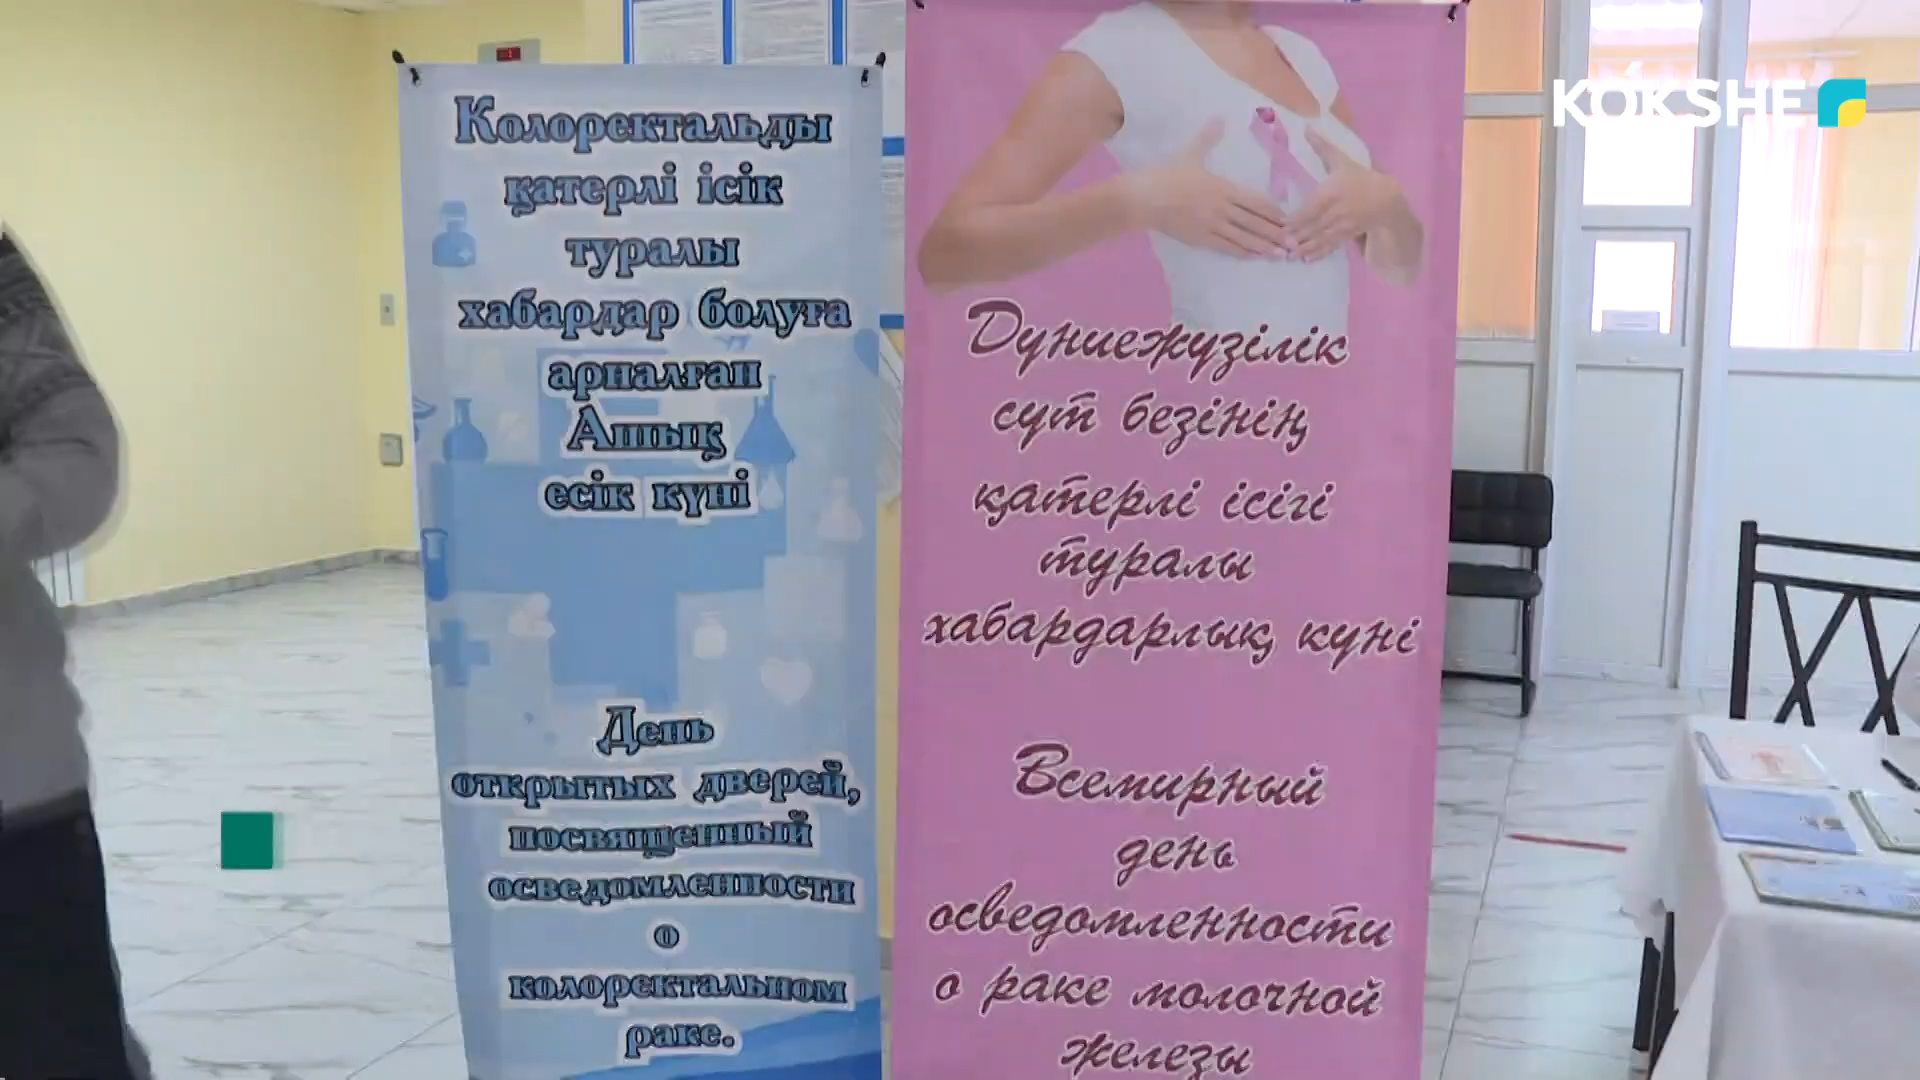 KÓKSHE
Колоректальды
қатерлі ісік
туралы
хабардар болуға
арналған
Ашық
есік күні
День
открытых дверей,
посвященный
осведомленности
о
колоректальном
раке.
Дүниежүзілік
сүт безінің
қатерлі ісігі
туралы
хабардарлық күні
Всемирный
день
осведомленности
о раке молочной
железы